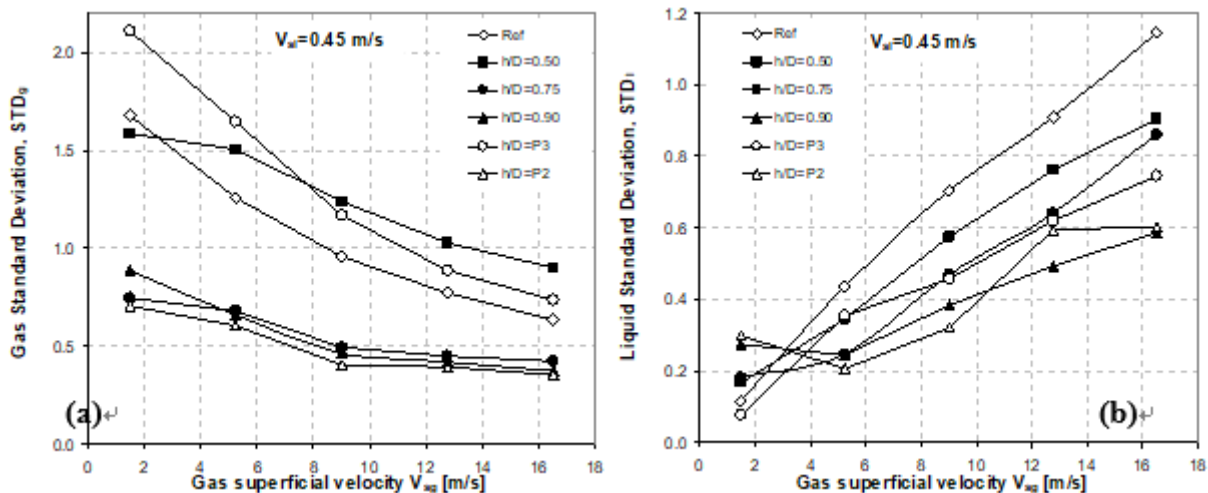 V_sl=0.45 m/s
Ref
h/D=0.50
h/D=0.75
h/D=0.90
h/D=P3
h/D=P2
Gas Standard Deviation, STDg
2.0
1.5
1.0
0.5
0.0
(a)↵
0 2 4 6 8 10 12 14 16 18
Gas superficial velocity V_sg [m/s]
V_sl=0.45 m/s
Ref
h/D=0.50
h/D=0.75
h/D=0.90
h/D=P3
h/D=P2
Liquid Standard Deviation, STDl
1.2
1.0
0.8
0.6
0.4
0.2
0.0
(b)↵
0 2 4 6 8 10 12 14 16 18
Gas superficial velocity V_sg [m/s]